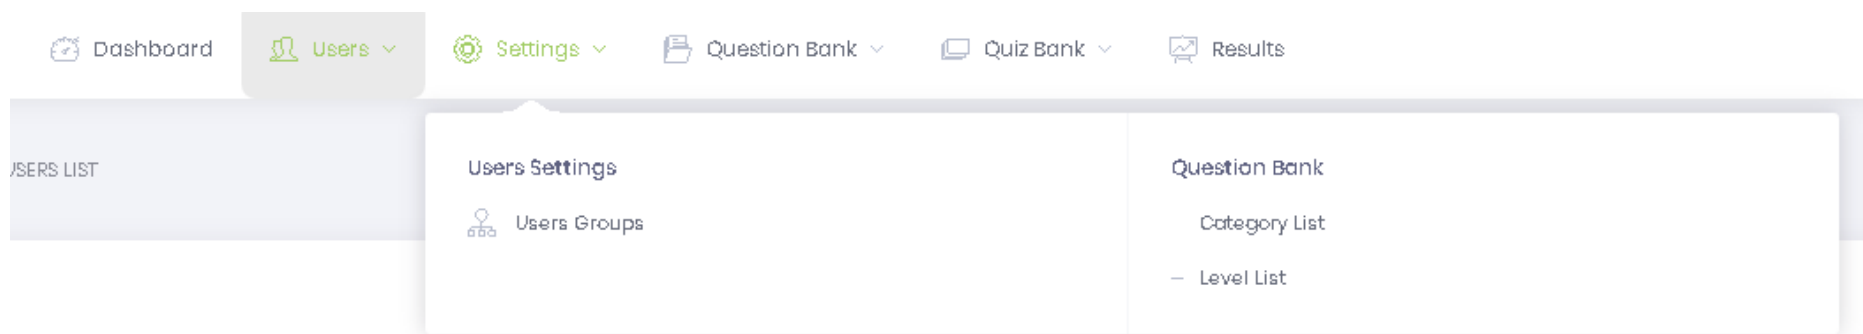 Dashboard Users Settings Question Bank Quiz Bank Results
USERS LIST
Users Settings
Users Groups
Question Bank
Category List
Level List